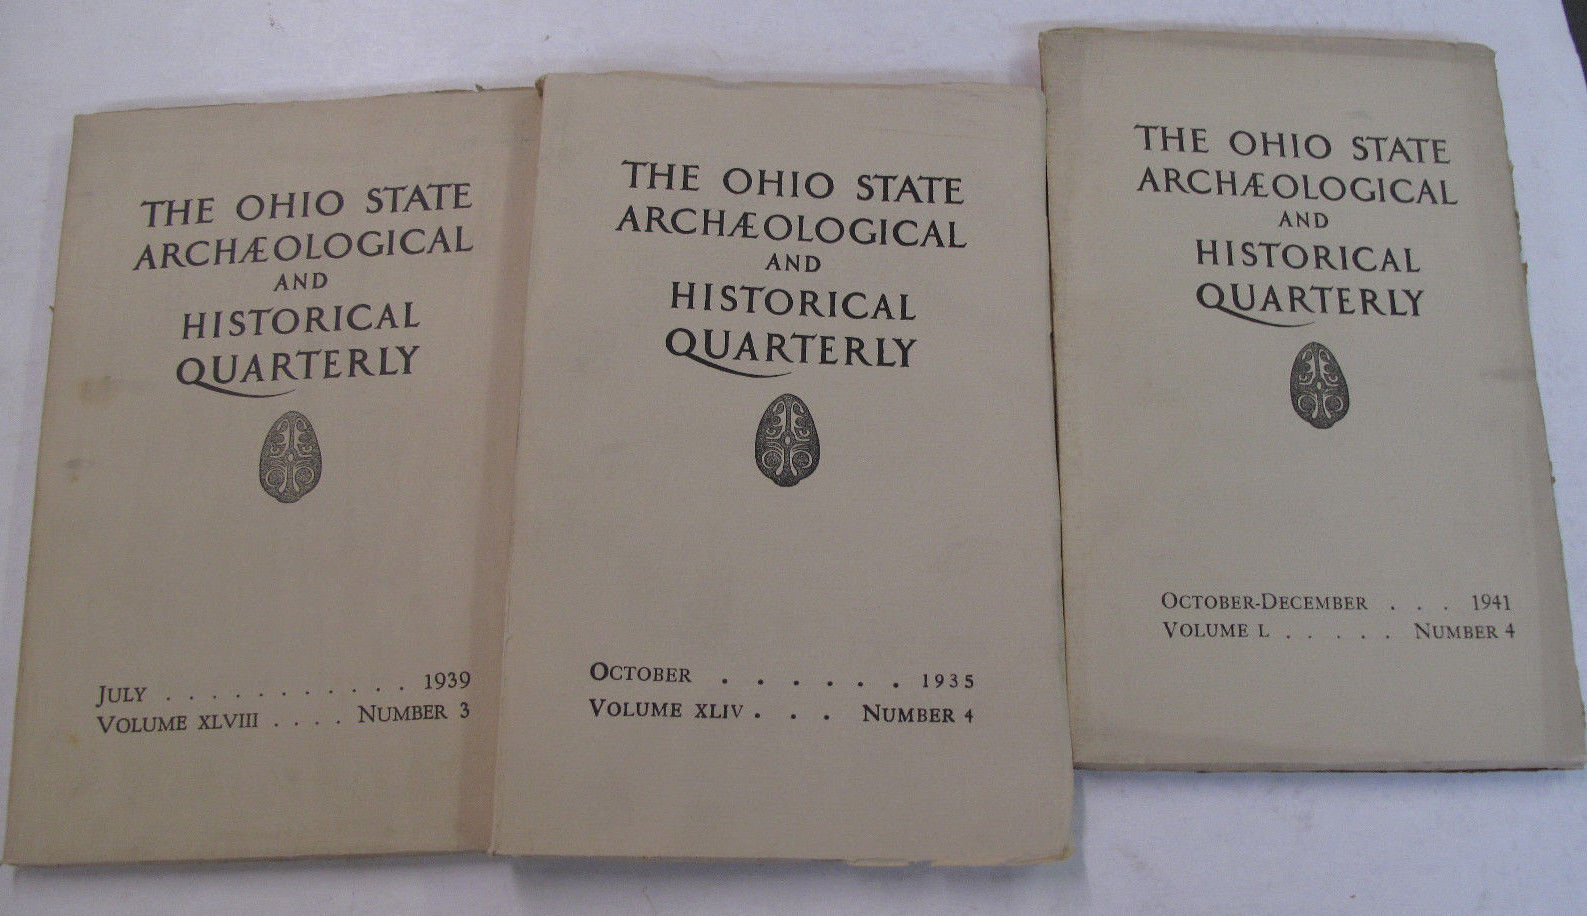 THE OHIO STATE
ARCHÆOLOGICAL
AND
HISTORICAL
QUARTERLY
JULY . . . . . . . . . . . 1939
VOLUME XLVIII . . . . NUMBER 3
THE OHIO STATE
ARCHÆOLOGICAL
AND
HISTORICAL
QUARTERLY
OCTOBER . . . . . . 1935
VOLUME XLIV . . . NUMBER 4
THE OHIO STATE
ARCHÆOLOGICAL
AND
HISTORICAL
QUARTERLY
OCTOBER-DECEMBER . . . 1941
VOLUME L . . . . . NUMBER 4